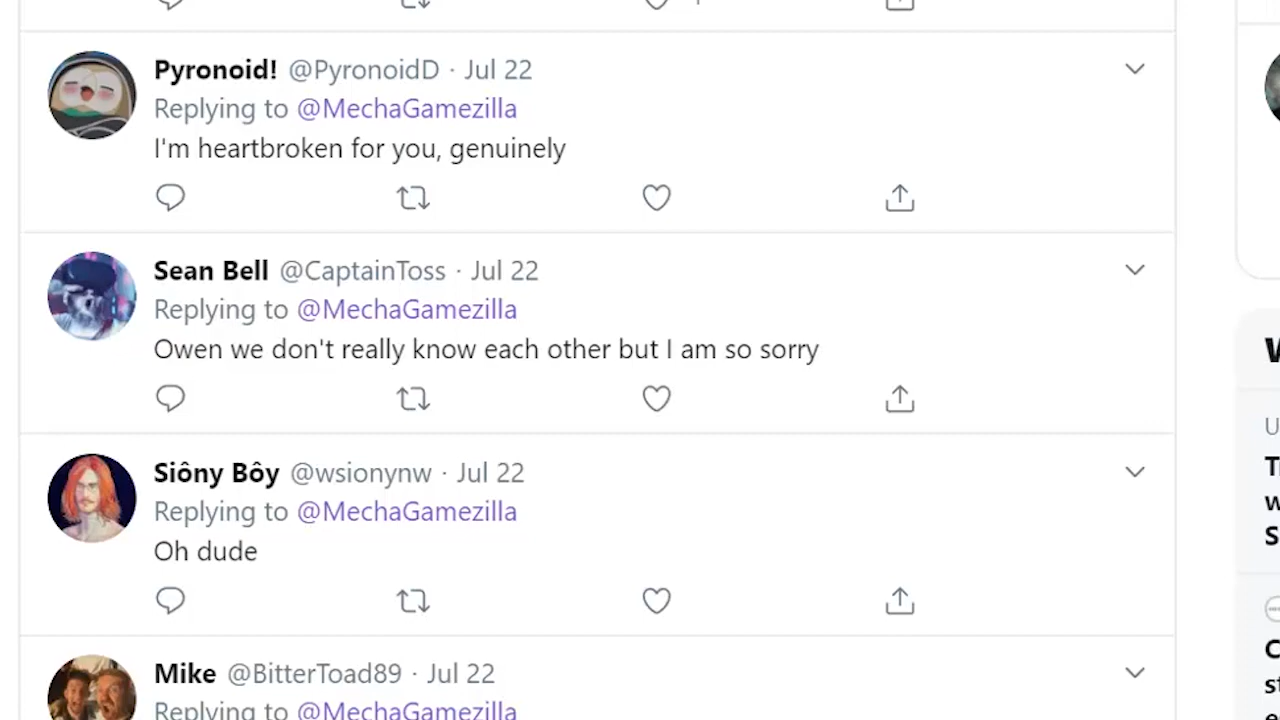 Pyronoid! @PyronoidD · Jul 22
Replying to @MechaGamezilla
I'm heartbroken for you, genuinely
Sean Bell @CaptainToss · Jul 22
Replying to @MechaGamezilla
Owen we don't really know each other but I am so sorry
Siôny Bôy @wsionynw · Jul 22
Replying to @MechaGamezilla
Oh dude
Mike @BitterToad89 · Jul 22
Replying to @MechaGamezilla